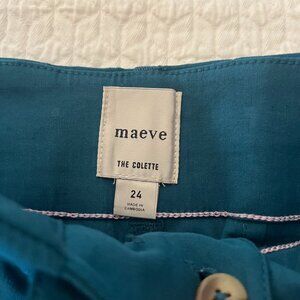 maeve
THE COLETTE
24
MADE IN
CAMBODIA